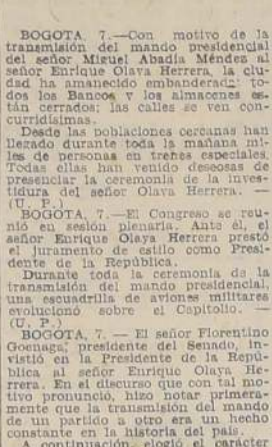 BOGOTA, 7.—Con motivo de la
transmisión del mando presidencial
del señor Miguel Abadía Méndez al
señor Enrique Olaya Herrera, la ciu-
dad ha amanecido embanderada; to-
dos los Bancos y los almacenes es-
tán cerrados; las calles se ven con-
curridísimas.
Desde las poblaciones cercanas han
llegado durante toda la mañana mi-
les de personas en trenes especiales.
Todas ellas han venido deseosas de
presenciar la ceremonia de la inves-
tidura del señor Olava Herrera. —
(U. P.)
BOGOTA, 7.—El Congreso se reu-
nió en sesión plenaria. Ante él, el
señor Enrique Olaya Herrera prestó
el juramento de estilo como Presi-
dente de la República.
Durante toda la ceremonia de la
transmisión del mando presidencial,
una escuadrilla de aviones militares
evolucionó sobre el Capitolio. —
(U. P.)
BOGOTA, 7. — El señor Florentino
Goenaga, presidente del Senado, in-
vistió en la Presidente de la Repú-
blica al señor Enrique Olaya He-
rrera. En el discurso que con tal mo-
tivo pronunció, hizo notar primera-
mente que la transmisión del mando
de un partido a otro era un hecho
constante en la historia del país.
A continuación elogió el carácter